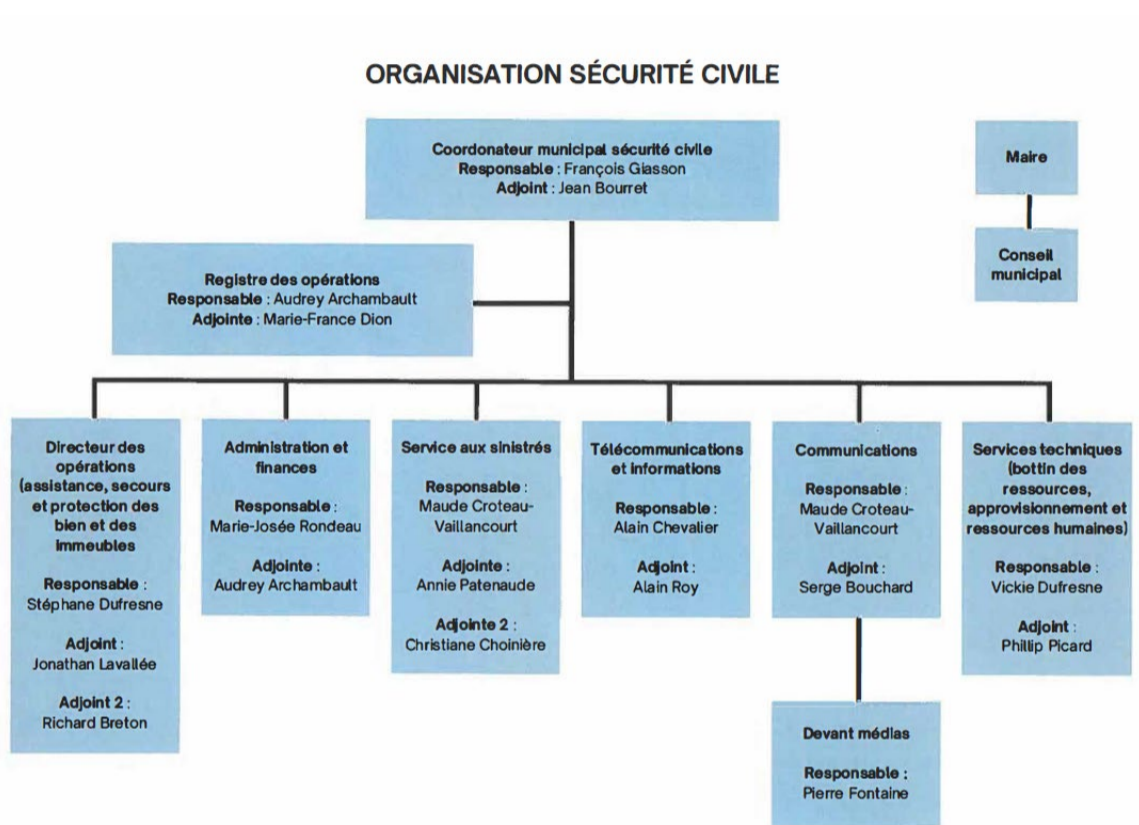 ORGANISATION SÉCURITÉ CIVILE
Coordonateur municipal sécurité civile
Responsable : François Giasson
Adjoint : Jean Bourret
Maire
Conseil
municipal
Registre des opérations
Responsable : Audrey Archambault
Adjointe : Marie-France Dion
Directeur des
opérations
(assistance, secours
et protection des
bien et des
immeubles
Responsable :
Stéphane Dufresne
Adjoint :
Jonathan Lavallée
Adjoint 2 :
Richard Breton
Administration et
finances
Responsable :
Marie-Josée Rondeau
Adjointe :
Audrey Archambault
Service aux sinistrés
Responsable :
Maude Croteau-
Vaillancourt
Adjointe :
Annie Patenaude
Adjointe 2 :
Christiane Choinière
Télécommunications
et informations
Responsable :
Alain Chevalier
Adjoint :
Alain Roy
Communications
Responsable :
Maude Croteau-
Vaillancourt
Adjoint :
Serge Bouchard
Devant médias
Responsable :
Pierre Fontaine
Services techniques
(bottin des
ressources,
approvisionnement et
ressources humaines)
Responsable :
Vickie Dufresne
Adjoint :
Phillip Picard